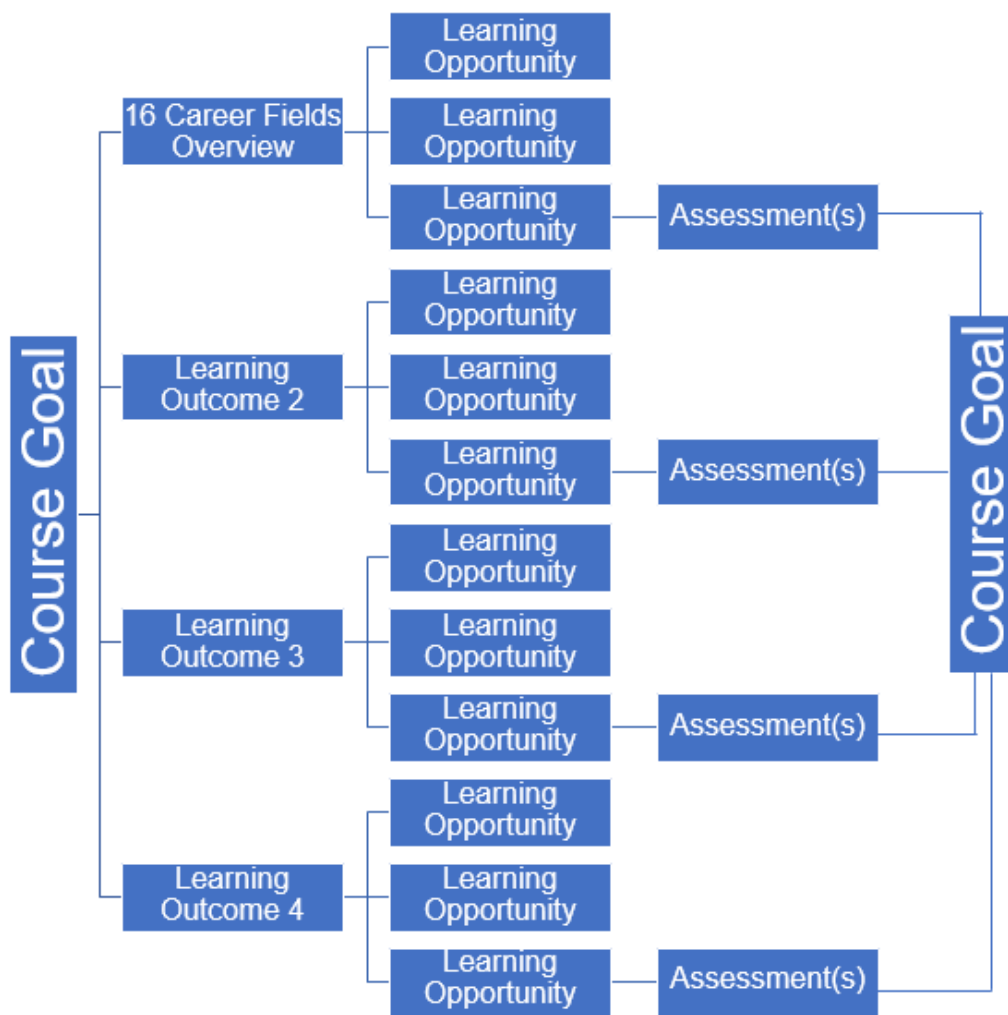 Course Goal
16 Career Fields
Overview
Learning
Opportunity
Learning
Opportunity
Learning
Opportunity
Assessment(s)
Learning
Outcome 2
Learning
Opportunity
Learning
Opportunity
Learning
Opportunity
Assessment(s)
Learning
Outcome 3
Learning
Opportunity
Learning
Opportunity
Learning
Opportunity
Assessment(s)
Learning
Outcome 4
Learning
Opportunity
Learning
Opportunity
Learning
Opportunity
Assessment(s)
Course Goal